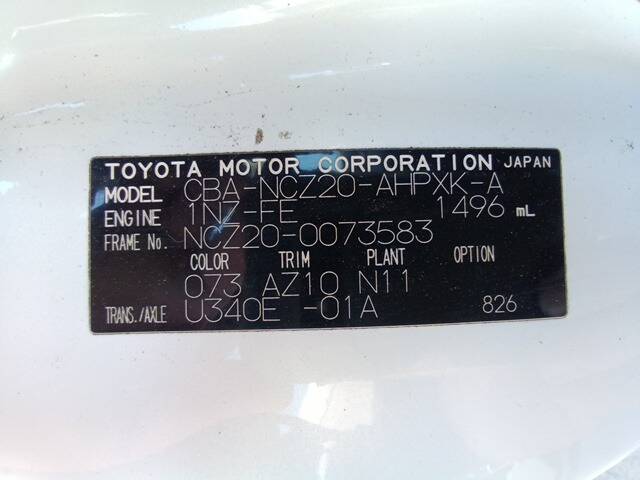 TOYOTA MOTOR CORPORATION JAPAN
MODEL CBA-NCZ20-AHPXK-A
ENGINE 1NZ-FE 1496 mL
FRAME No. NCZ20-0073583
COLOR TRIM PLANT OPTION
073 AZ10 N11
TRANS./AXLE U340E -01A 826